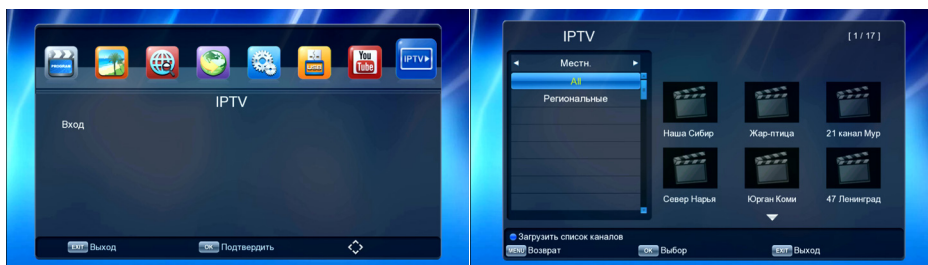 PROGRAM
You
Tube
IPTV
IPTV
Вход
EXIT Выход
OK Подтвердить
IPTV
[ 1 / 17 ]
Местн.
All
Региональные
Наша Сибир
Жар-птица
21 канал Мур
Север Нарья
Юрган Коми
47 Ленинград
Загрузить список каналов
MENU Возврат
OK Выбор
EXIT Выход